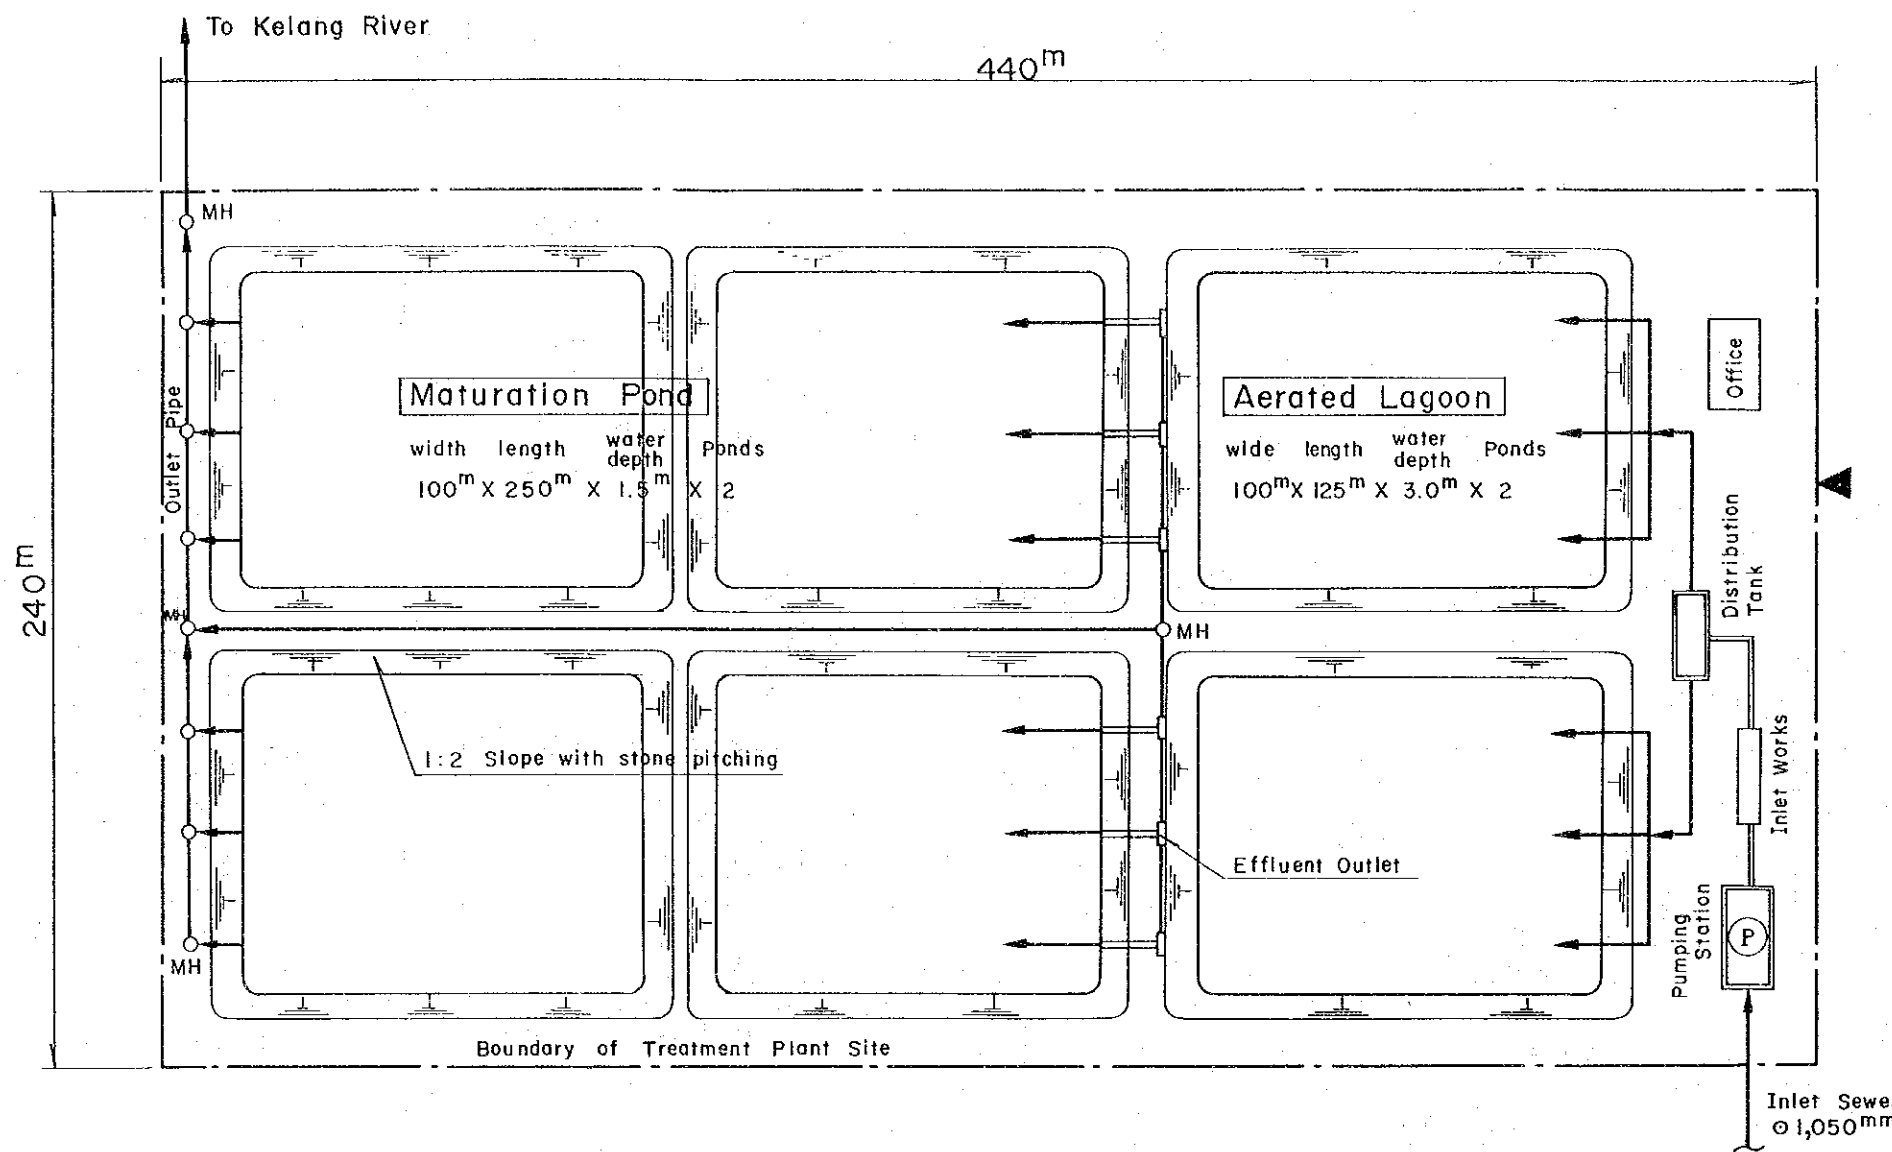 To Kelang River
440m
MH
240m
Outlet Pipe
Maturation Pond
width length water depth Ponds
100m X 250m X 1.5m X 2
Aerated Lagoon
wide length water depth Ponds
100m X 125m X 3.0m X 2
Office
Distribution
Tank
MH
MH
1:2 Slope with stone pitching
Inlet Works
Effluent Outlet
Pumping
Station
P
MH
Boundary of Treatment Plant Site
Inlet Sewe
⊙ 1,050mm